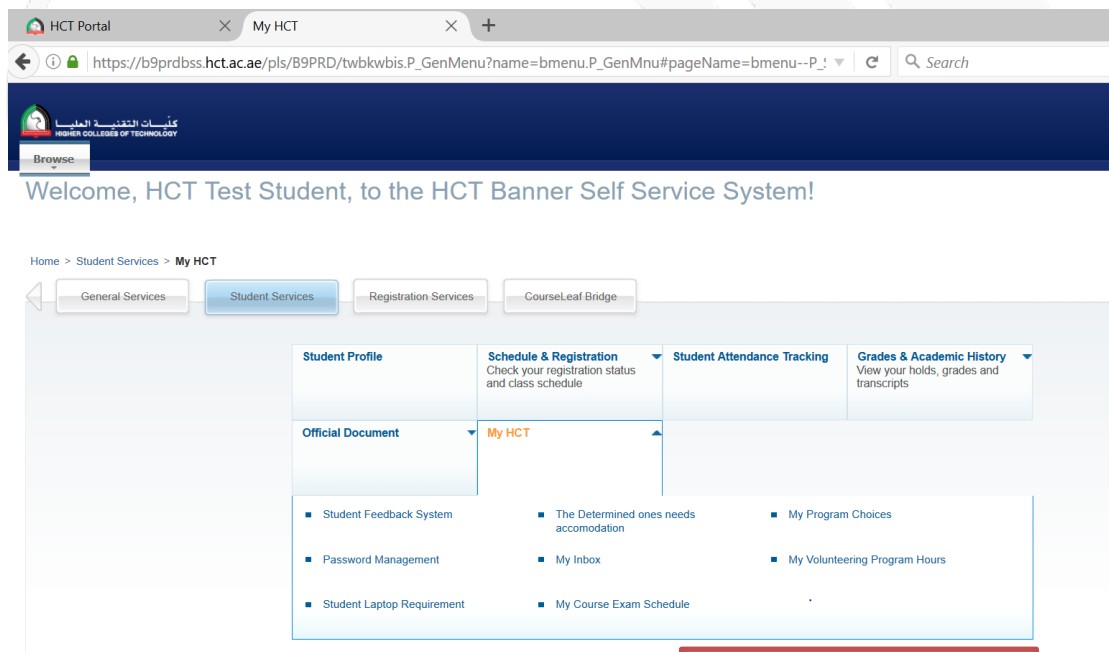 HCT Portal
My HCT
https://b9prdbss.hct.ac.ae/pls/B9PRD/twbkwbis.P_GenMenu?name=bmenu.P_GenMnu#pageName=bmenu--P_
Search
كليات التقنية العليا
HIGHER COLLEGES OF TECHNOLOGY
Browse
Welcome, HCT Test Student, to the HCT Banner Self Service System!
Home > Student Services > My HCT
General Services
Student Services
Registration Services
CourseLeaf Bridge
Student Profile
Schedule & Registration
Check your registration status
and class schedule
Student Attendance Tracking
Grades & Academic History
View your holds, grades and
transcripts
Official Document
My HCT
Student Feedback System
The Determined ones needs
accomodation
My Program Choices
Password Management
My Inbox
My Volunteering Program Hours
Student Laptop Requirement
My Course Exam Schedule